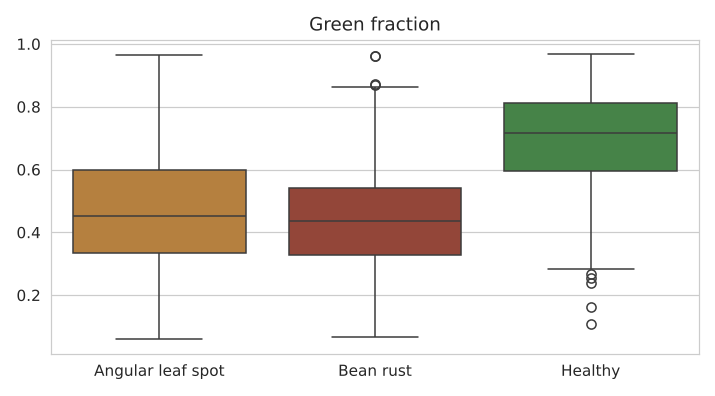 Green fraction
1.0
0.8
0.6
0.4
0.2
Angular leaf spot
Bean rust
Healthy